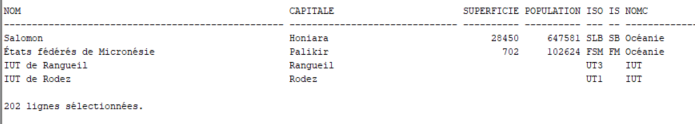 NOM CAPITALE SUPERFICIE POPULATION ISO IS NOMC
Salomon Honiara 28450 647581 SLB SB Océanie
États fédérés de Micronésie Palikir 702 102624 FSM FM Océanie
IUT de Rangueil Rangueil UT3 IUT
IUT de Rodez Rodez UT1 IUT
202 lignes sélectionnées.